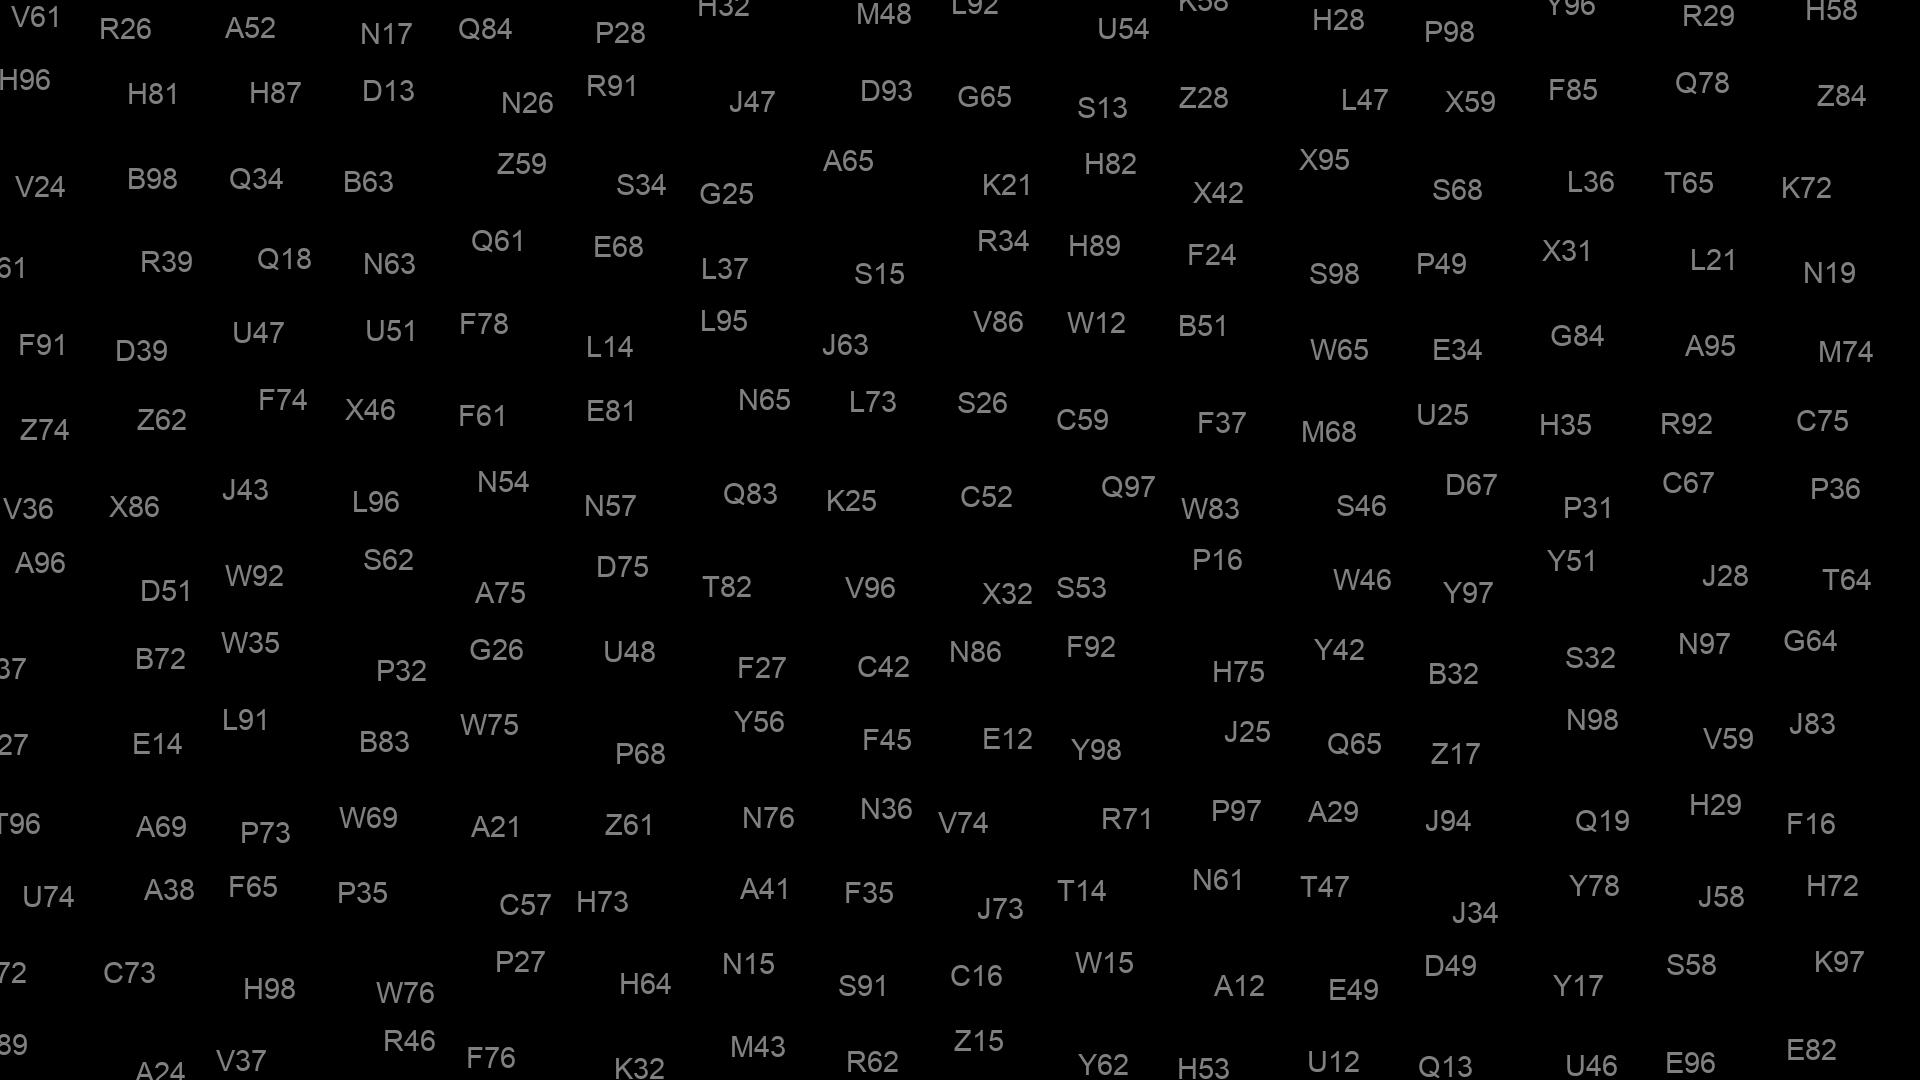 V61 R26 A52 N17 Q84 P28 H32 M48 L92 U54 K58 H28 P98 Y96 R29 H58
H96 H81 H87 D13 N26 R91 J47 D93 G65 S13 Z28 L47 X59 F85 Q78 Z84
V24 B98 Q34 B63 Z59 S34 G25 A65 K21 H82 X42 X95 S68 L36 T65 K72
61 R39 Q18 N63 Q61 E68 L37 S15 R34 H89 F24 S98 P49 X31 L21 N19
F91 D39 U47 U51 F78 L14 L95 J63 V86 W12 B51 W65 E34 G84 A95 M74
Z74 Z62 F74 X46 F61 E81 N65 L73 S26 C59 F37 M68 U25 H35 R92 C75
V36 X86 J43 L96 N54 N57 Q83 K25 C52 Q97 W83 S46 D67 P31 C67 P36
A96 D51 W92 S62 A75 D75 T82 V96 X32 S53 P16 W46 Y97 Y51 J28 T64
37 B72 W35 P32 G26 U48 F27 C42 N86 F92 H75 Y42 B32 S32 N97 G64
27 E14 L91 B83 W75 P68 Y56 F45 E12 Y98 J25 Q65 Z17 N98 V59 J83
T96 A69 P73 W69 A21 Z61 N76 N36 V74 R71 P97 A29 J94 Q19 H29 F16
U74 A38 F65 P35 C57 H73 A41 F35 J73 T14 N61 T47 J34 Y78 J58 H72
72 C73 H98 W76 P27 H64 N15 S91 C16 W15 A12 E49 D49 Y17 S58 K97
89 A24 V37 R46 F76 K32 M43 R62 Z15 Y62 H53 U12 Q13 U46 E96 E82